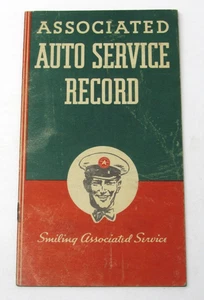 ASSOCIATED
AUTO SERVICE
RECORD
Smiling Associated Service